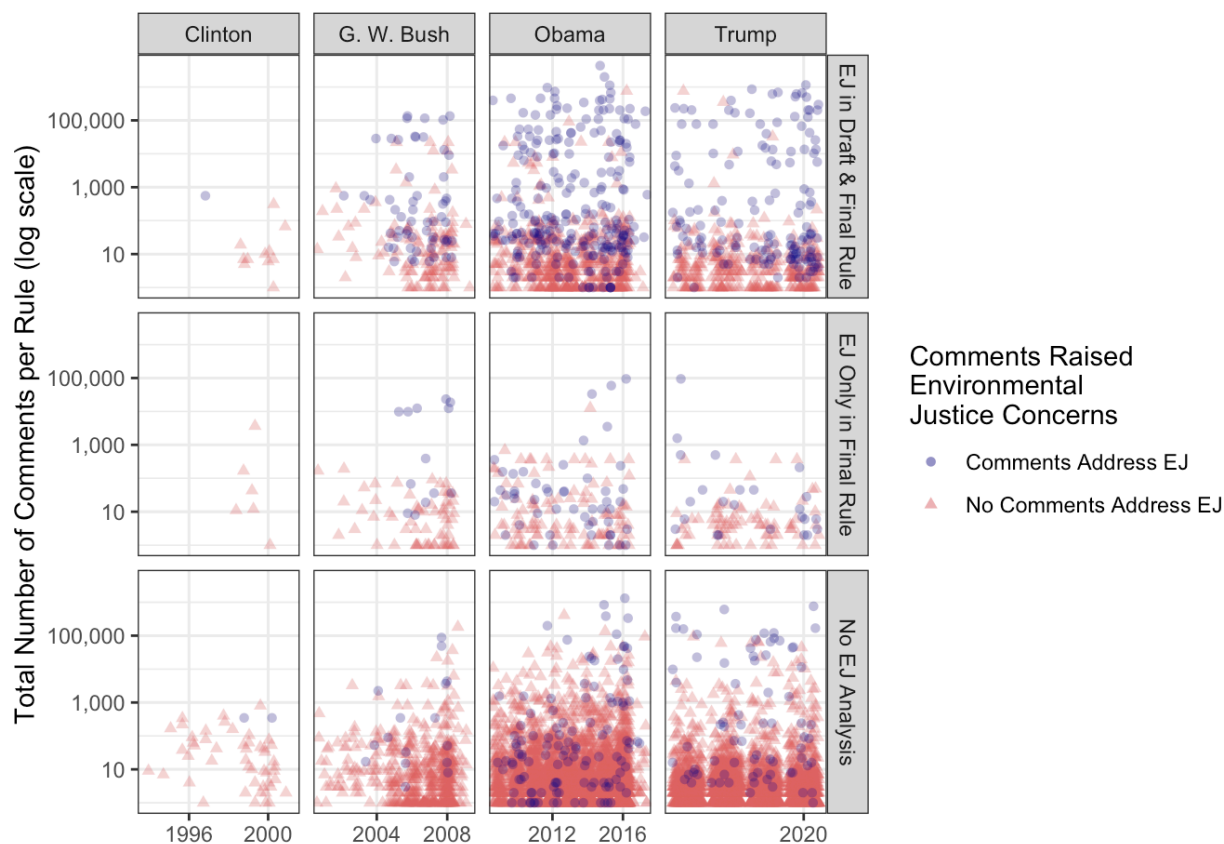 Clinton
G. W. Bush
Obama
Trump
Total Number of Comments per Rule (log scale)
100,000
1,000
10
EJ in Draft & Final Rule
100,000
1,000
10
EJ Only in Final Rule
100,000
1,000
10
No EJ Analysis
1996
2000
2004
2008
2012
2016
2020
Comments Raised
Environmental
Justice Concerns
Comments Address EJ
No Comments Address EJ